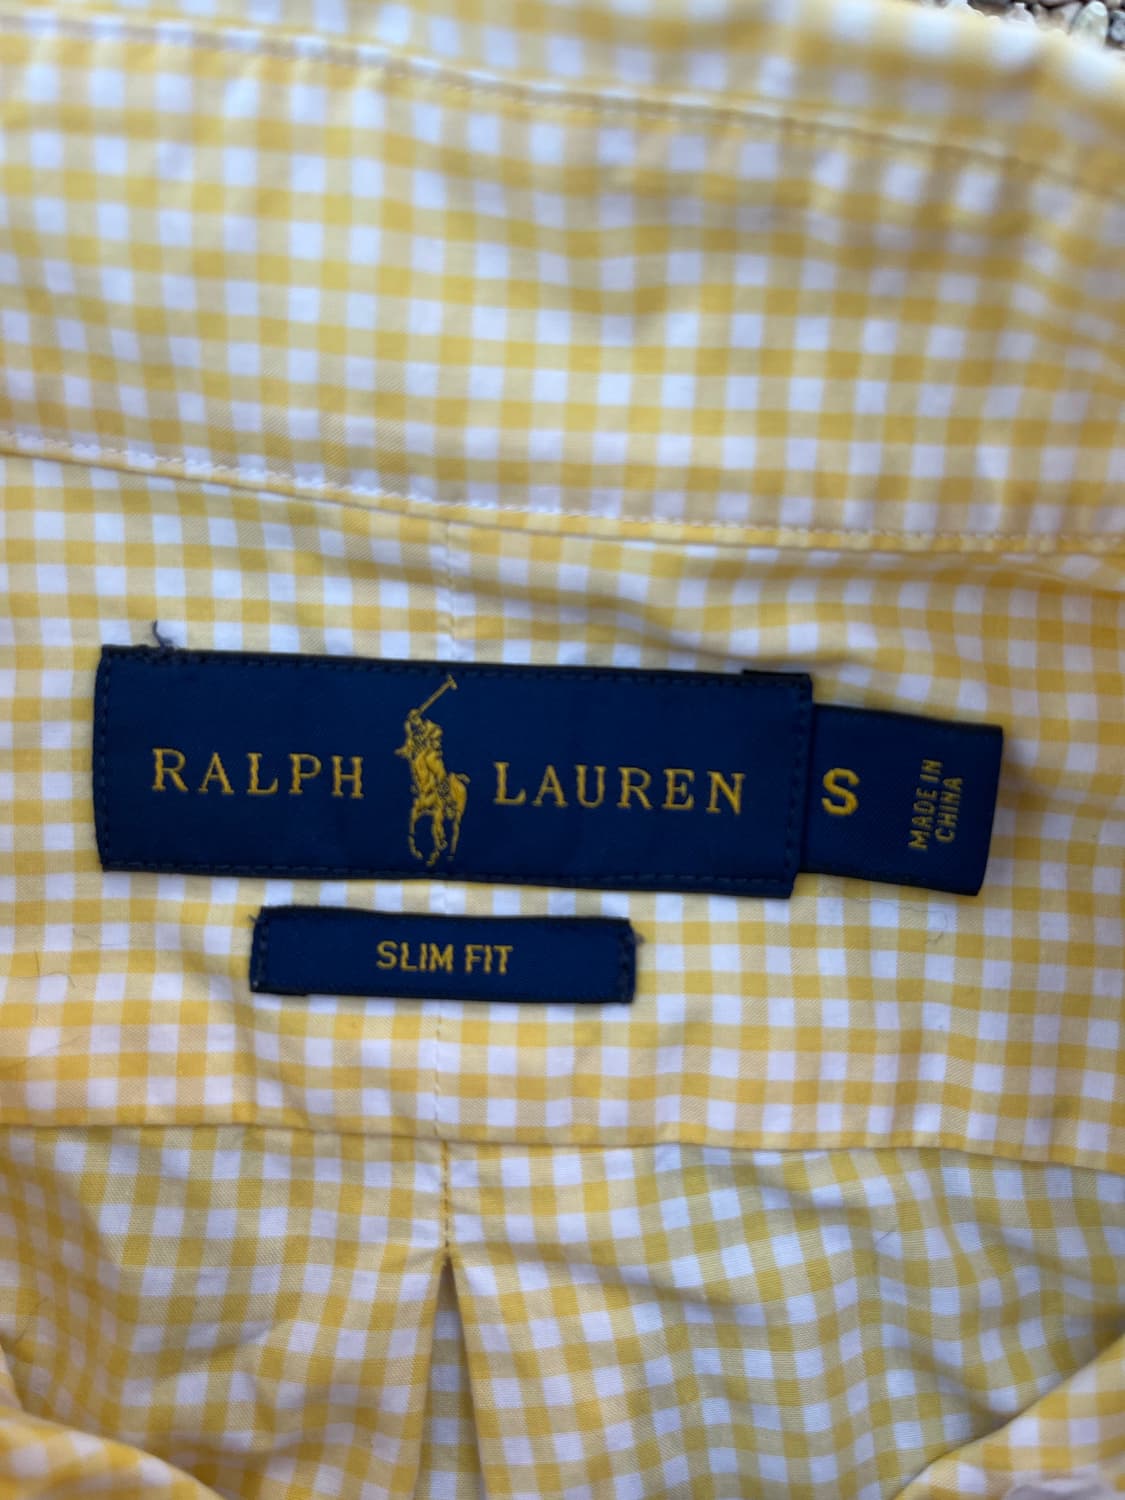 RALPH LAUREN
S
MADE IN
CHINA
SLIM FIT